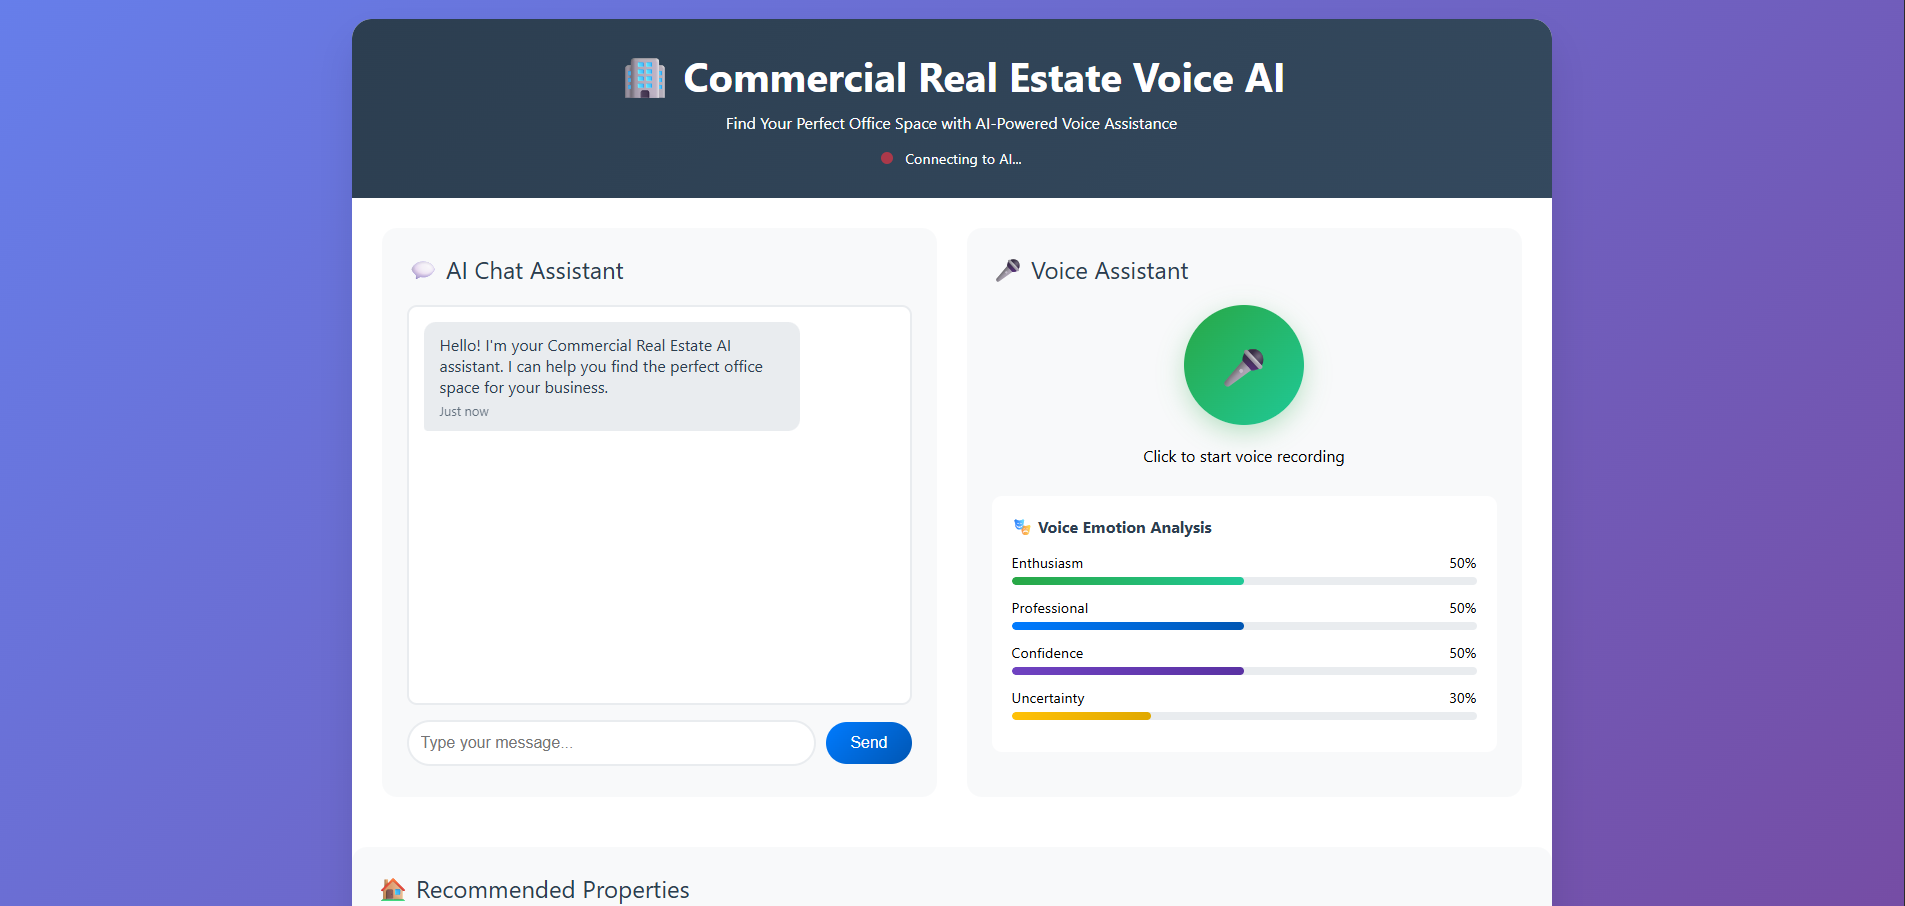 Commercial Real Estate Voice AI
Find Your Perfect Office Space with AI-Powered Voice Assistance
Connecting to AI...
AI Chat Assistant
Hello! I'm your Commercial Real Estate AI
assistant. I can help you find the perfect office
space for your business.
Just now
Type your message...
Send
Voice Assistant
Click to start voice recording
Voice Emotion Analysis
Enthusiasm 50%
Professional 50%
Confidence 50%
Uncertainty 30%
Recommended Properties